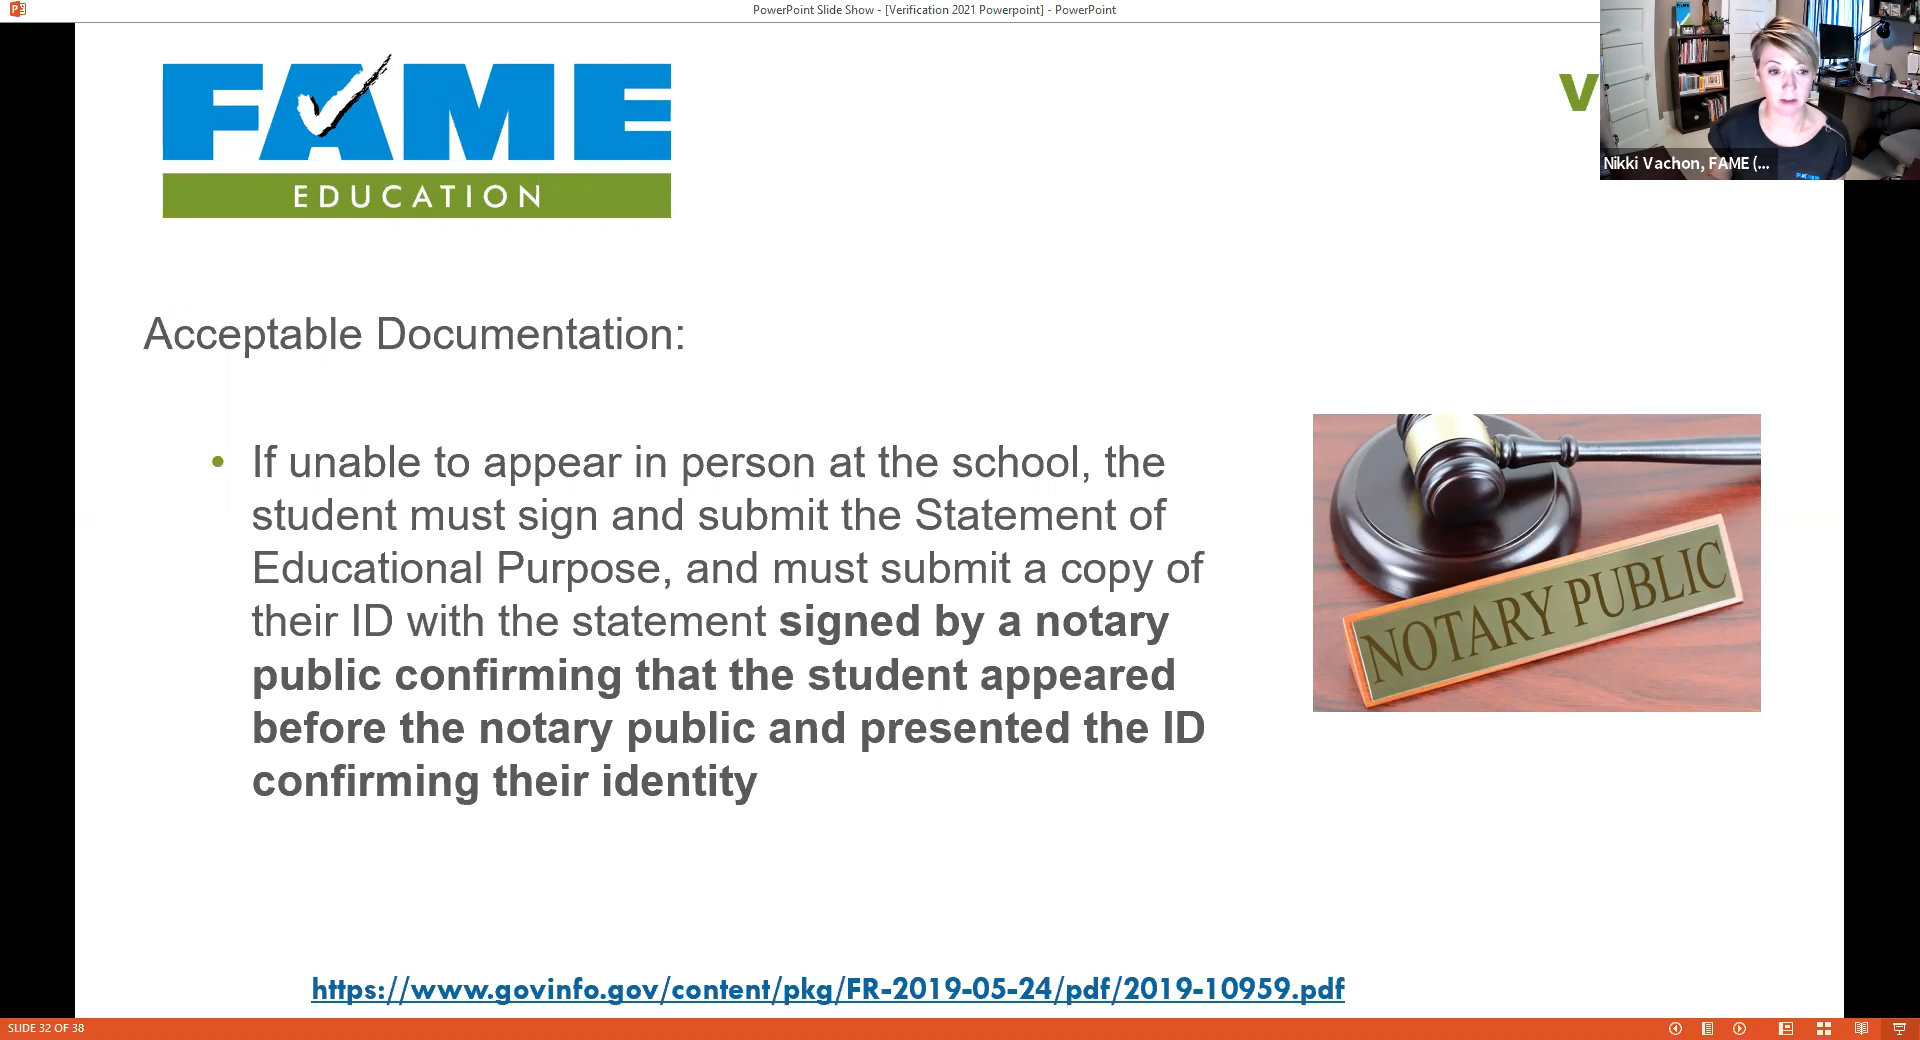 PowerPoint Slide Show - [Verification 2021 Powerpoint] - PowerPoint
FAME
EDUCATION
V
Nikki Vachon, FAME (...
FAME
Acceptable Documentation:
• If unable to appear in person at the school, the
student must sign and submit the Statement of
Educational Purpose, and must submit a copy of
their ID with the statement signed by a notary
public confirming that the student appeared
before the notary public and presented the ID
confirming their identity
NOTARY PUBLIC
https://www.govinfo.gov/content/pkg/FR-2019-05-24/pdf/2019-10959.pdf
SLIDE 32 OF 38